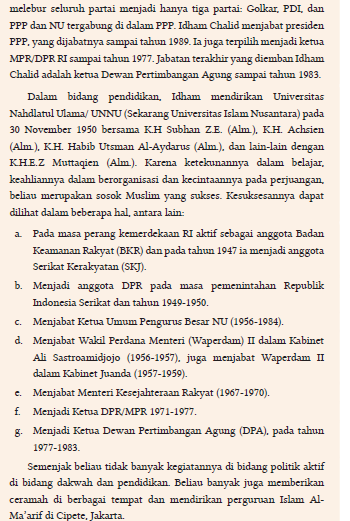 melebur seluruh partai menjadi hanya tiga partai: Golkar, PDI, dan
PPP dan NU tergabung di dalam PPP. Idham Chalid menjabat presiden
PPP, yang dijabatnya sampai tahun 1989. Ia juga terpilih menjadi ketua
MPR/DPR RI sampai tahun 1977. Jabatan terakhir yang diemban Idham
Chalid adalah ketua Dewan Pertimbangan Agung sampai tahun 1983.
Dalam bidang pendidikan, Idham mendirikan Universitas
Nahdlatul Ulama/ UNNU (Sekarang Universitas Islam Nusantara) pada
30 November 1950 bersama K.H Subhan Z.E. (Alm.), K.H. Achsien
(Alm.), K.H. Habib Utsman Al-Aydarus (Alm.), dan lain-lain dengan
K.H.E.Z Muttaqien (Alm.). Karena ketekunannya dalam belajar,
keahliannya dalam berorganisasi dan kecintaannya pada perjuangan,
beliau merupakan sosok Muslim yang sukses. Kesuksesannya dapat
dilihat dalam beberapa hal, antara lain:
a. Pada masa perang kemerdekaan RI aktif sebagai anggota Badan
Keamanan Rakyat (BKR) dan pada tahun 1947 ia menjadi anggota
Serikat Kerakyatan (SKJ).
b. Menjadi anggota DPR pada masa pemenintahan Republik
Indonesia Serikat dan tahun 1949-1950.
c. Menjabat Ketua Umum Pengurus Besar NU (1956-1984).
d. Menjabat Wakil Perdana Menteri (Waperdam) II dalam Kabinet
Ali Sastroamidjojo (1956-1957), juga menjabat Waperdam II
dalam Kabinet Juanda (1957-1959).
e. Menjabat Menteri Kesejahteraan Rakyat (1967-1970).
f. Menjadi Ketua DPR/MPR 1971-1977.
g. Menjadi Ketua Dewan Pertimbangan Agung (DPA), pada tahun
1977-1983.
Semenjak beliau tidak banyak kegiatannya di bidang politik aktif
di bidang dakwah dan pendidikan. Beliau banyak juga memberikan
ceramah di berbagai tempat dan mendirikan perguruan Islam Al-
Ma'arif di Cipete, Jakarta.